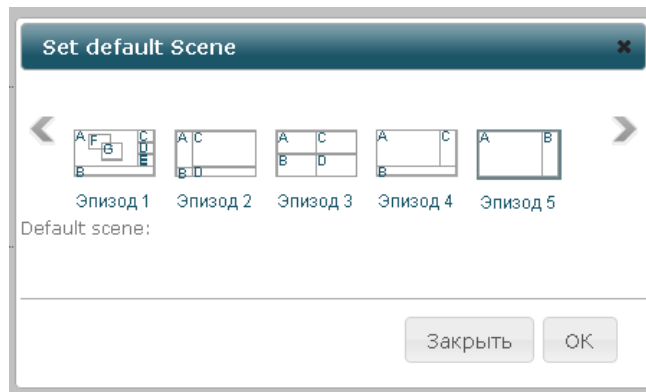 Set default Scene
A F G C D E B
A C B D
A C B D
A C B
A B
Эпизод 1 Эпизод 2 Эпизод 3 Эпизод 4 Эпизод 5
Default scene:
Закрыть OK